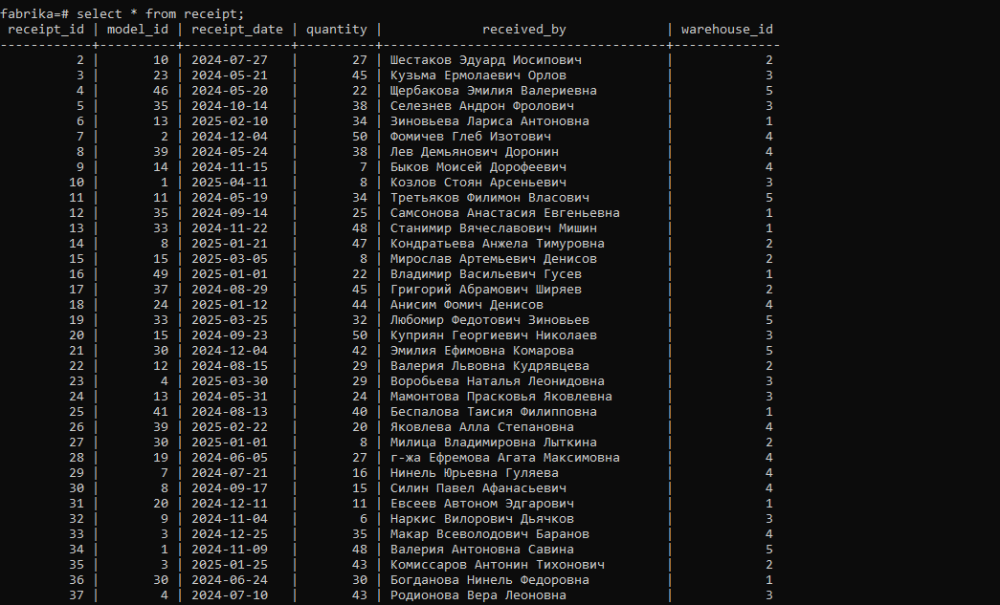 fabrika=# select * from receipt;
 receipt_id | model_id | receipt_date | quantity |             received_by             | warehouse_id
------------+----------+--------------+----------+-------------------------------------+--------------
          2 |       10 | 2024-07-27   |       27 | Шестаков Эдуард Иосипович           |            2
          3 |       23 | 2024-05-21   |       45 | Кузьма Ермолаевич Орлов             |            3
          4 |       46 | 2024-05-20   |       22 | Щербакова Эмилия Валериевна         |            5
          5 |       35 | 2024-10-14   |       38 | Селезнев Андрон Фролович            |            3
          6 |       13 | 2025-02-10   |       34 | Зиновьева Лариса Антоновна          |            1
          7 |        2 | 2024-12-04   |       50 | Фомичев Глеб Изотович               |            4
          8 |       39 | 2024-05-24   |       38 | Лев Демьянович Доронин              |            4
          9 |       14 | 2024-11-15   |        7 | Быков Моисей Дорофеевич             |            4
         10 |        1 | 2025-04-11   |        8 | Козлов Стоян Арсеньевич             |            3
         11 |       11 | 2024-05-19   |       34 | Третьяков Филимон Власович          |            5
         12 |       35 | 2024-09-14   |       25 | Самсонова Анастасия Евгеньевна      |            1
         13 |       33 | 2024-11-22   |       48 | Станимир Вячеславович Мишин         |            1
         14 |        8 | 2025-01-21   |       47 | Кондратьева Анжела Тимуровна        |            2
         15 |       15 | 2025-03-05   |        8 | Мирослав Артемьевич Денисов         |            2
         16 |       49 | 2025-01-01   |       22 | Владимир Васильевич Гусев           |            1
         17 |       37 | 2024-08-29   |       45 | Григорий Абрамович Ширяев           |            2
         18 |       24 | 2025-01-12   |       44 | Анисим Фомич Денисов                |            4
         19 |       33 | 2025-03-25   |       32 | Любомир Федотович Зиновьев          |            5
         20 |       15 | 2024-09-23   |       50 | Куприян Георгиевич Николаев         |            3
         21 |       30 | 2024-12-04   |       42 | Эмилия Ефимовна Комарова            |            5
         22 |       12 | 2024-08-15   |       29 | Валерия Львовна Кудрявцева          |            2
         23 |        4 | 2025-03-30   |       29 | Воробьева Наталья Леонидовна        |            3
         24 |       13 | 2024-05-31   |       24 | Мамонтова Прасковья Яковлевна       |            3
         25 |       41 | 2024-08-13   |       40 | Беспалова Таисия Филипповна         |            1
         26 |       39 | 2025-02-22   |       20 | Яковлева Алла Степановна            |            4
         27 |       30 | 2025-01-01   |        8 | Милица Владимировна Лыткина         |            2
         28 |       19 | 2024-06-05   |       27 | г-жа Ефремова Агата Максимовна      |            4
         29 |        7 | 2024-07-21   |       16 | Нинель Юрьевна Гуляева              |            4
         30 |        8 | 2024-09-17   |       15 | Силин Павел Афанасьевич             |            4
         31 |       20 | 2024-12-11   |       11 | Евсеев Автоном Эдгарович            |            1
         32 |        9 | 2024-11-04   |        6 | Наркис Вилорович Дьячков            |            3
         33 |        3 | 2024-12-25   |       35 | Макар Всеволодович Баранов          |            4
         34 |        1 | 2024-11-09   |       48 | Валерия Антоновна Савина            |            5
         35 |        3 | 2025-01-25   |       43 | Комиссаров Антонин Тихонович        |            2
         36 |       30 | 2024-06-24   |       30 | Богданова Нинель Федоровна          |            1
         37 |        4 | 2024-07-10   |       43 | Родионова Вера Леоновна             |            3